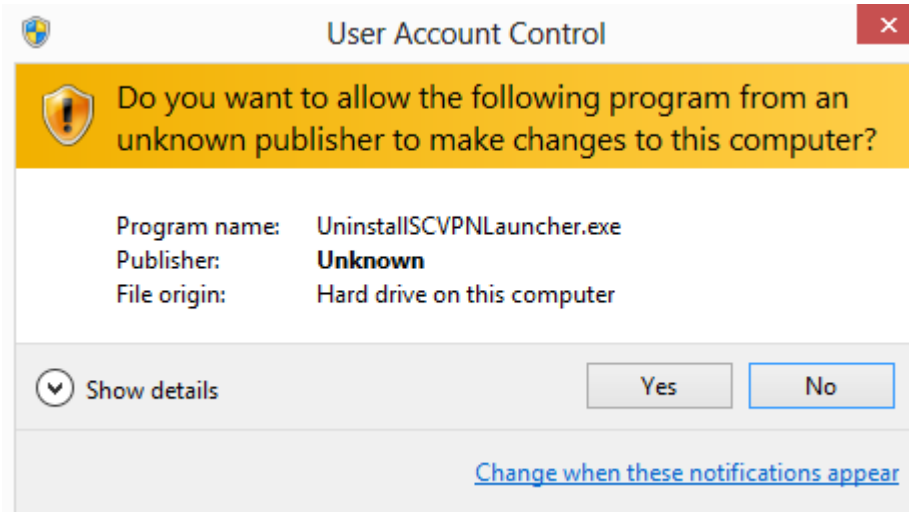 User Account Control
Do you want to allow the following program from an
unknown publisher to make changes to this computer?
Program name: UninstallSCVPNLauncher.exe
Publisher: Unknown
File origin: Hard drive on this computer
Show details
Yes
No
Change when these notifications appear